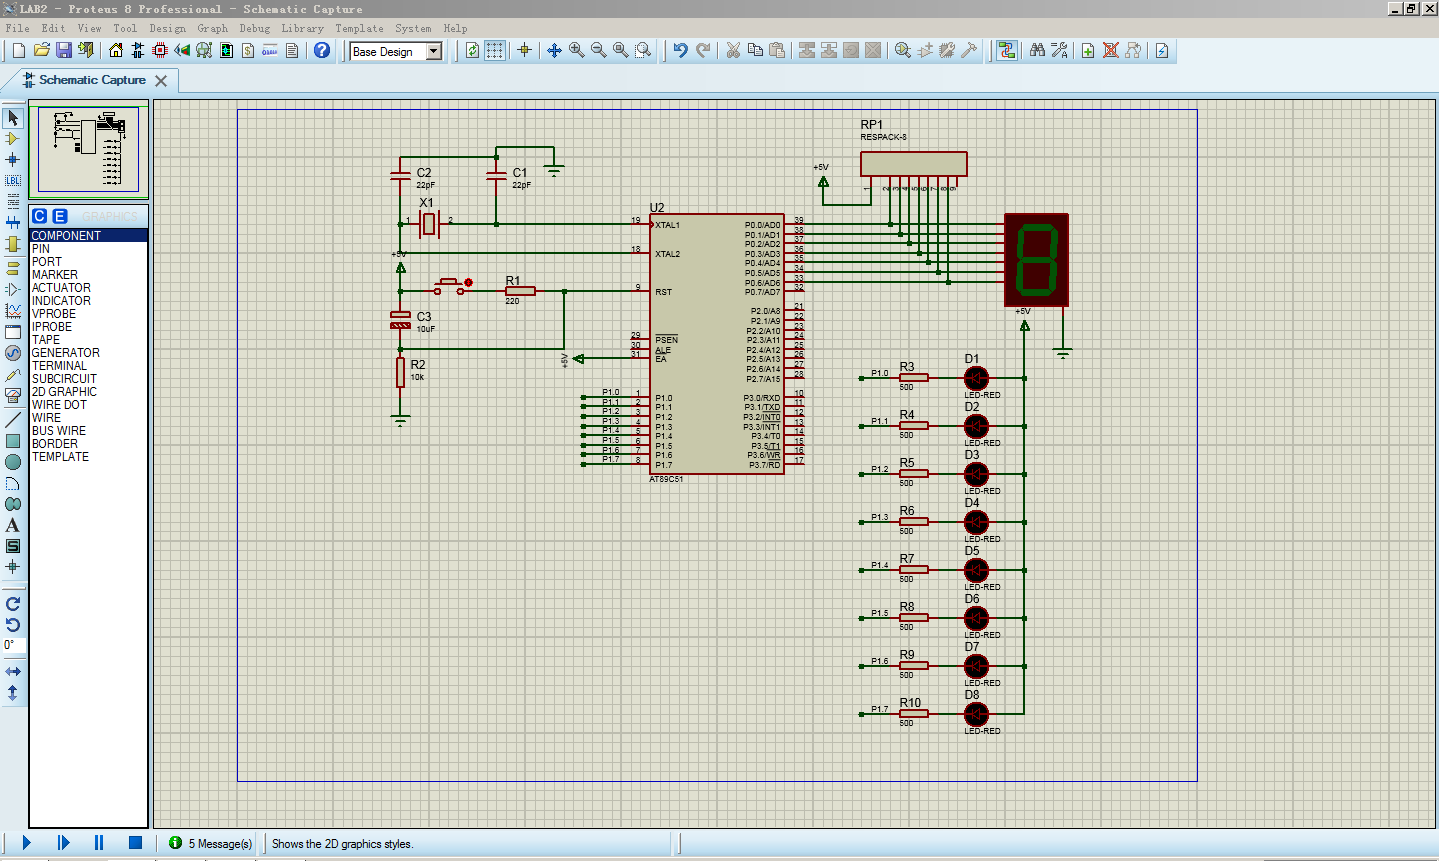 LAB2 - Proteus 8 Professional - Schematic Capture
File Edit View Tool Design Graph Debug Library Template System Help
Base Design
Schematic Capture
C E GRAPHICS
COMPONENT
PIN
PORT
MARKER
ACTUATOR
INDICATOR
VPROBE
IPROBE
TAPE
GENERATOR
TERMINAL
SUBCIRCUIT
2D GRAPHIC
WIRE DOT
WIRE
BUS WIRE
BORDER
TEMPLATE
LBL
A
S
0°
RP1
RESPACK-8
+5V
1
2
3
4
5
6
7
8
9
C2
22pF
C1
22pF
X1
1
2
+5V
R1
220
C3
10uF
R2
10k
+5V
U2
19 XTAL1
18 XTAL2
9 RST
29 PSEN
30 ALE
31 EA
P1.0 1 P1.0
P1.1 2 P1.1
P1.2 3 P1.2
P1.3 4 P1.3
P1.4 5 P1.4
P1.5 6 P1.5
P1.6 7 P1.6
P1.7 8 P1.7
P0.0/AD0 39
P0.1/AD1 38
P0.2/AD2 37
P0.3/AD3 36
P0.4/AD4 35
P0.5/AD5 34
P0.6/AD6 33
P0.7/AD7 32
P2.0/A8 21
P2.1/A9 22
P2.2/A10 23
P2.3/A11 24
P2.4/A12 25
P2.5/A13 26
P2.6/A14 27
P2.7/A15 28
P3.0/RXD 10
P3.1/TXD 11
P3.2/INT0 12
P3.3/INT1 13
P3.4/T0 14
P3.5/T1 15
P3.6/WR 16
P3.7/RD 17
AT89C51
+5V
P1.0 R3 500 D1 LED-RED
P1.1 R4 500 D2 LED-RED
P1.2 R5 500 D3 LED-RED
P1.3 R6 500 D4 LED-RED
P1.4 R7 500 D5 LED-RED
P1.5 R8 500 D6 LED-RED
P1.6 R9 500 D7 LED-RED
P1.7 R10 500 D8 LED-RED
5 Message(s)
Shows the 2D graphics styles.